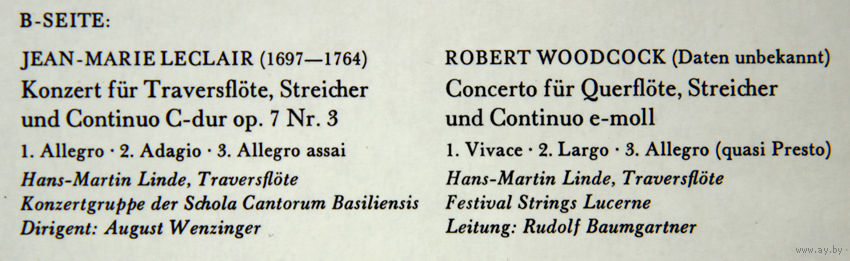 B-SEITE:
JEAN-MARIE LECLAIR (1697—1764)
Konzert für Traversflöte, Streicher
und Continuo C-dur op. 7 Nr. 3
1. Allegro · 2. Adagio · 3. Allegro assai
Hans-Martin Linde, Traversflöte
Konzertgruppe der Schola Cantorum Basiliensis
Dirigent: August Wenzinger
ROBERT WOODCOCK (Daten unbekannt)
Concerto für Querflöte, Streicher
und Continuo e-moll
1. Vivace · 2. Largo · 3. Allegro (quasi Presto)
Hans-Martin Linde, Traversflöte
Festival Strings Lucerne
Leitung: Rudolf Baumgartner
www.ay.by